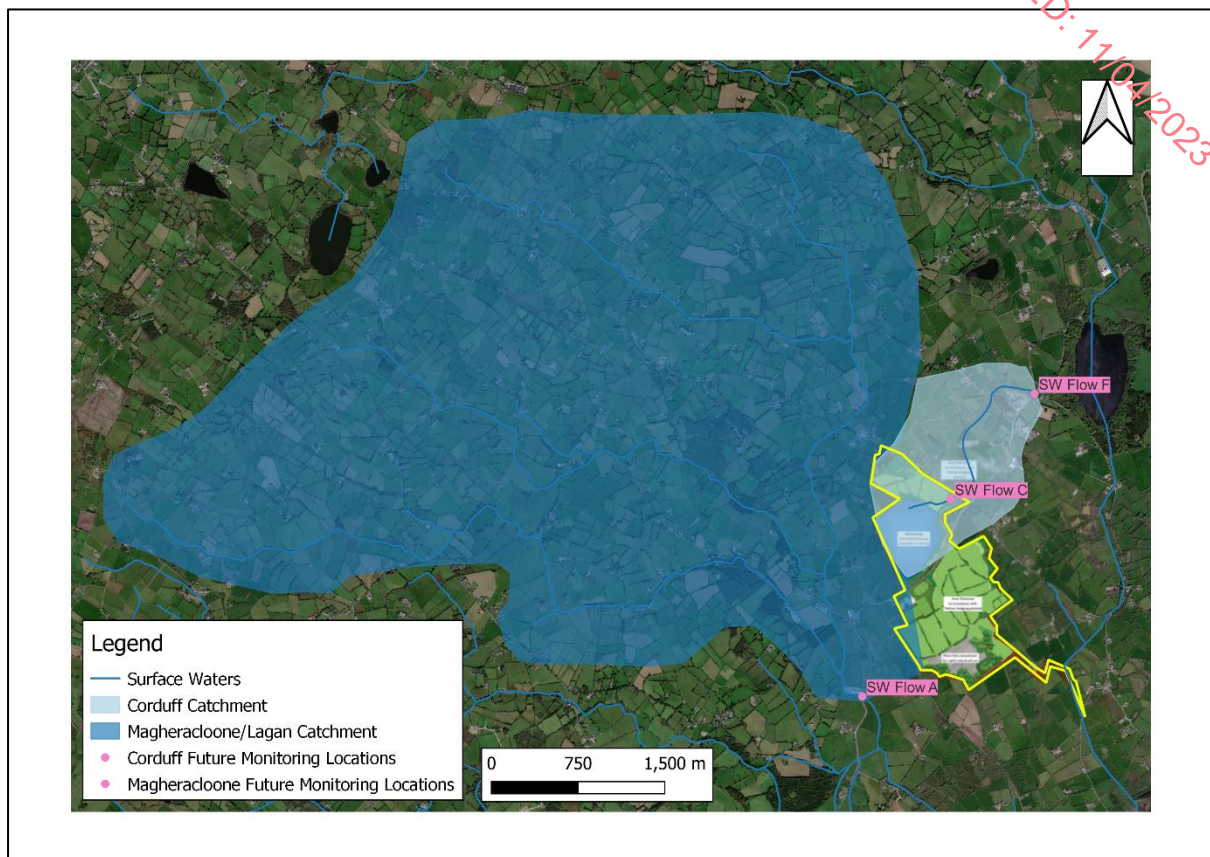 ED: 11/04/2023
SW Flow F
SW Flow C
SW Flow A
Legend
Surface Waters
Corduff Catchment
Magheracloone/Lagan Catchment
Corduff Future Monitoring Locations
Magheracloone Future Monitoring Locations
0 750 1,500 m